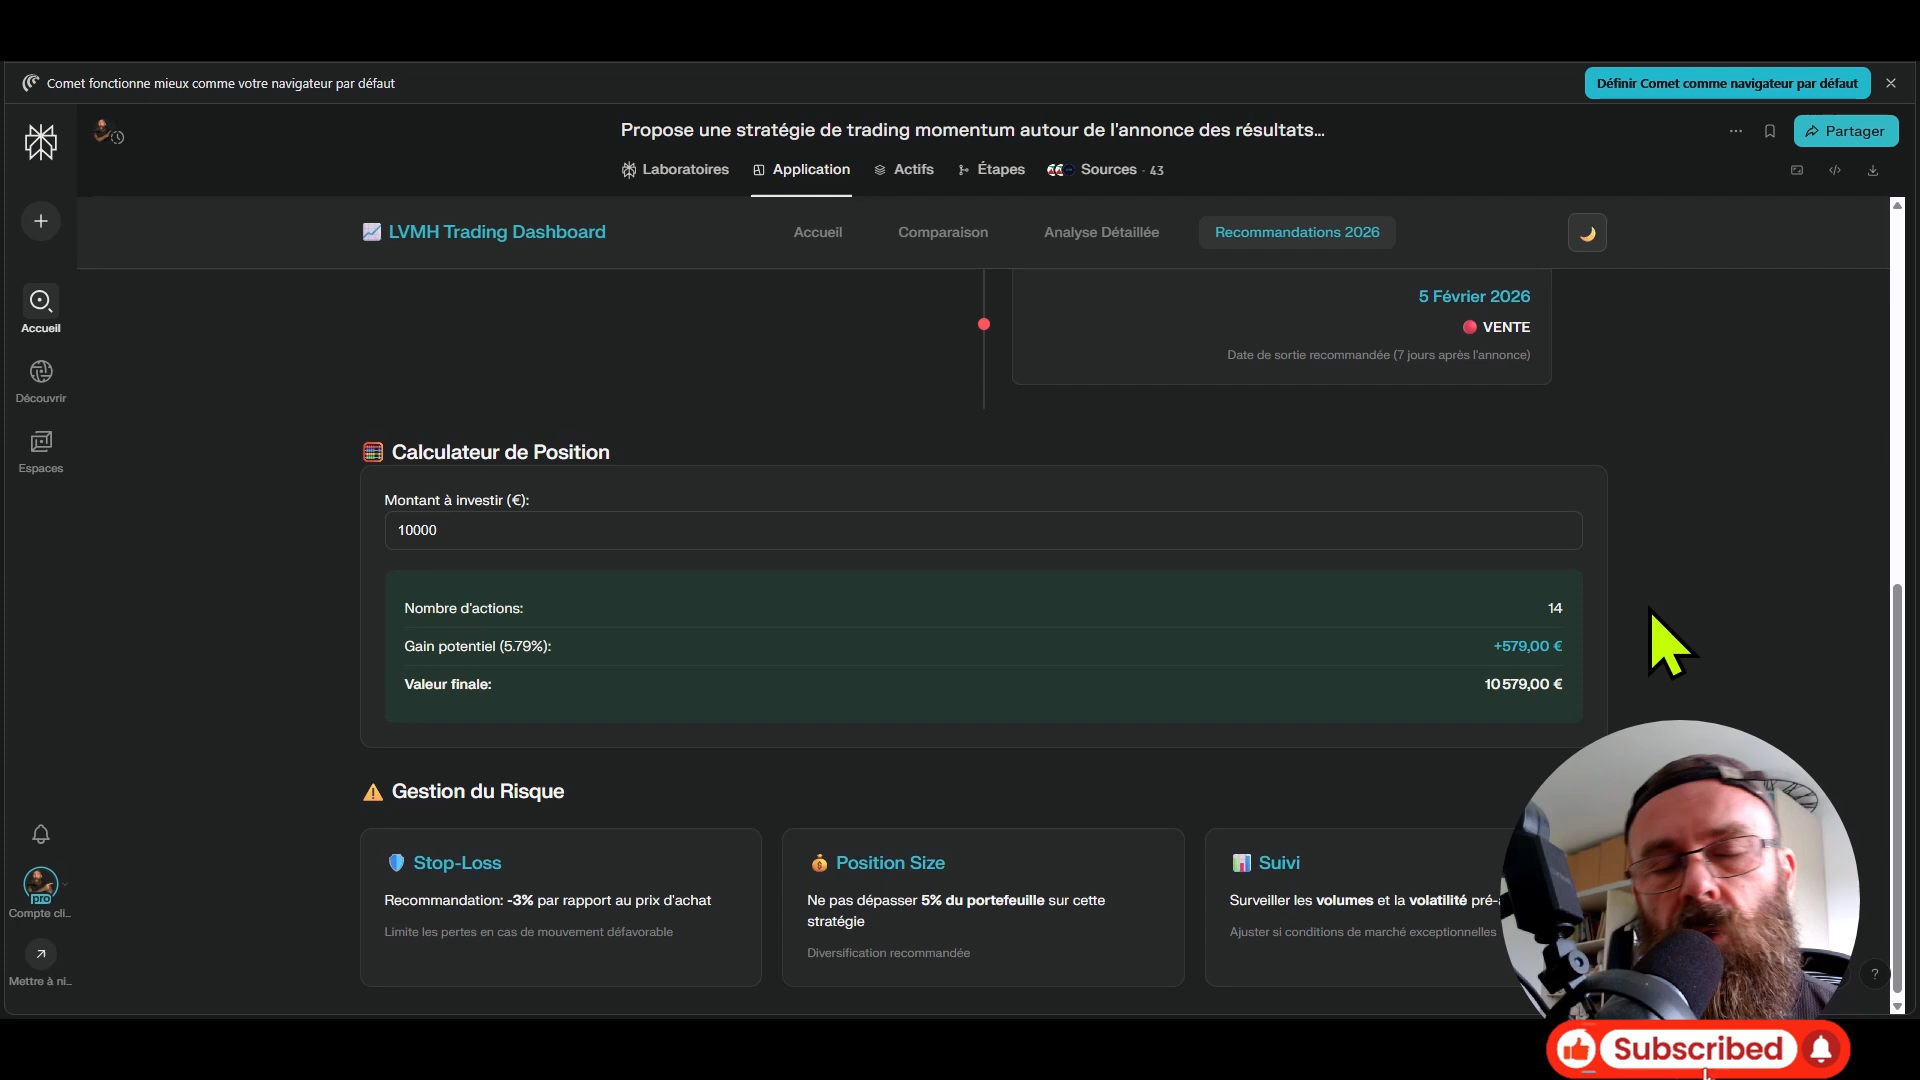 Comet fonctionne mieux comme votre navigateur par défaut
Définir Comet comme navigateur par défaut
Propose une stratégie de trading momentum autour de l'annonce des résultats...
Partager
Laboratoires
Application
Actifs
Étapes
Sources · 43
LVMH Trading Dashboard
Accueil
Comparaison
Analyse Détaillée
Recommandations 2026
Accueil
Découvrir
Espaces
5 Février 2026
VENTE
Date de sortie recommandée (7 jours après l'annonce)
Calculateur de Position
Montant à investir (€):
10000
Nombre d'actions:
14
Gain potentiel (5.79%):
+579,00 €
Valeur finale:
10 579,00 €
Gestion du Risque
Stop-Loss
Recommandation: -3% par rapport au prix d'achat
Limite les pertes en cas de mouvement défavorable
Position Size
Ne pas dépasser 5% du portefeuille sur cette
stratégie
Diversification recommandée
Suivi
Surveiller les volumes et la volatilité pré-
Ajuster si conditions de marché exceptionnelles
pro
Compte cli...
Mettre à ni...
?
Subscribed